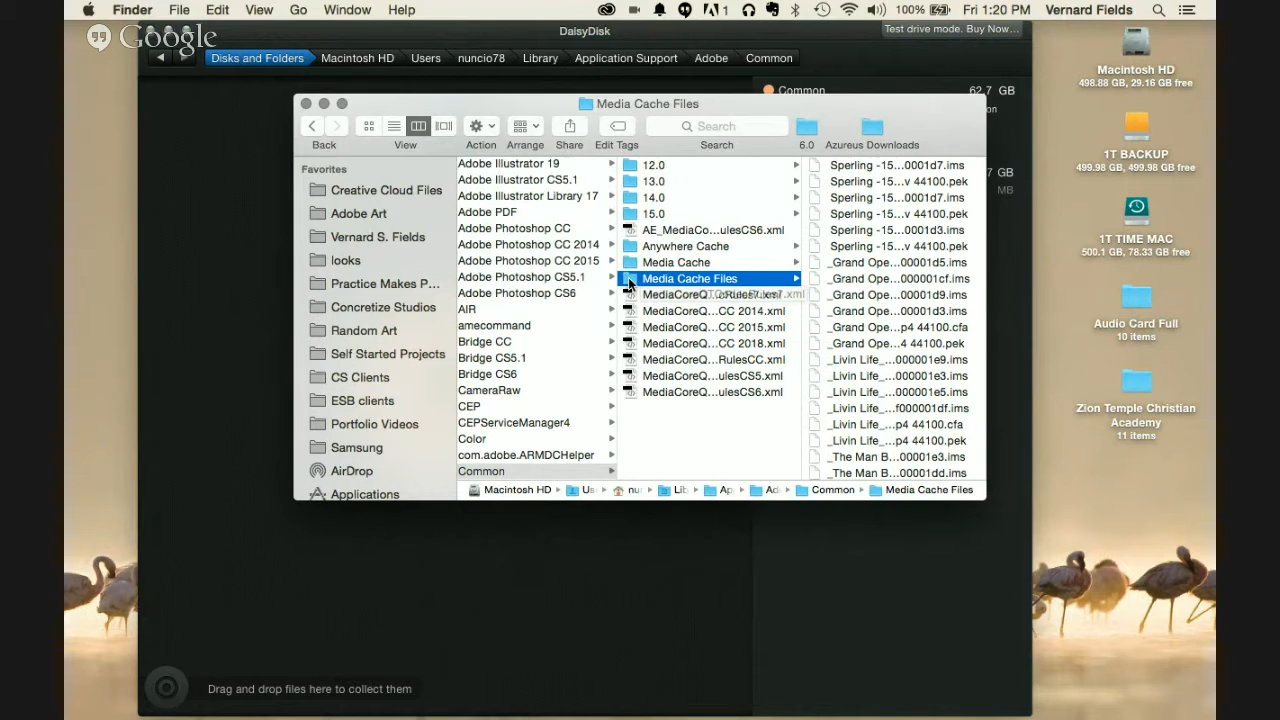 Finder File Edit View Go Window Help 1 100% Fri 1:20 PM Vernard Fields
Google
DaisyDisk
Test drive mode. Buy Now...
Disks and Folders Macintosh HD Users nuncio78 Library Application Support Adobe Common
Common 62.7 GB
Media Cache Files
Search
Back View Action Arrange Share Edit Tags Search 6.0 Azureus Downloads
Favorites
Creative Cloud Files
Adobe Art
Vernard S. Fields
looks
Practice Makes P...
Concretize Studios
Random Art
Self Started Projects
CS Clients
ESB clients
Portfolio Videos
Samsung
AirDrop
Applications
Adobe Illustrator 19
Adobe Illustrator CS5.1
Adobe Illustrator Library 17
Adobe PDF
Adobe Photoshop CC
Adobe Photoshop CC 2014
Adobe Photoshop CC 2015
Adobe Photoshop CS5.1
Adobe Photoshop CS6
AIR
amecommand
Bridge CC
Bridge CS5.1
Bridge CS6
CameraRaw
CEP
CEPServiceManager4
Color
com.adobe.ARMDCHelper
Common
12.0
13.0
14.0
15.0
AE_MediaCo...ulesCS6.xml
Anywhere Cache
Media Cache
Media Cache Files
MediaCoreQ...CC 2014.xml
MediaCoreQ...CC 2015.xml
MediaCoreQ...CC 2018.xml
MediaCoreQ...RulesCC.xml
MediaCoreQ...ulesCS5.xml
MediaCoreQ...ulesCS6.xml
Sperling -15...0001d7.ims
Sperling -15...v 44100.pek
Sperling -15...0001d7.ims
Sperling -15...v 44100.pek
Sperling -15...0001d3.ims
Sperling -15...v 44100.pek
_Grand Ope...00001d5.ims
_Grand Ope...000001cf.ims
_Grand Ope...00001d9.ims
_Grand Ope...00001d3.ims
_Grand Ope...p4 44100.cfa
_Grand Ope...4 44100.pek
_Livin Life_...000001e9.ims
_Livin Life_...000001e3.ims
_Livin Life_...000001e5.ims
_Livin Life_...f000001df.ims
_Livin Life_...p4 44100.cfa
_Livin Life_...p4 44100.pek
_The Man B...00001e3.ims
_The Man B...00001dd.ims
Macintosh HD Us nu Lib Ap Ad Common Media Cache Files
7 GB
MB
Macintosh HD
498.88 GB, 29.16 GB free
1T BACKUP
499.98 GB, 499.98 GB free
1T TIME MAC
500.1 GB, 78.33 GB free
Audio Card Full
10 items
Zion Temple Christian
Academy
11 items
Drag and drop files here to collect them